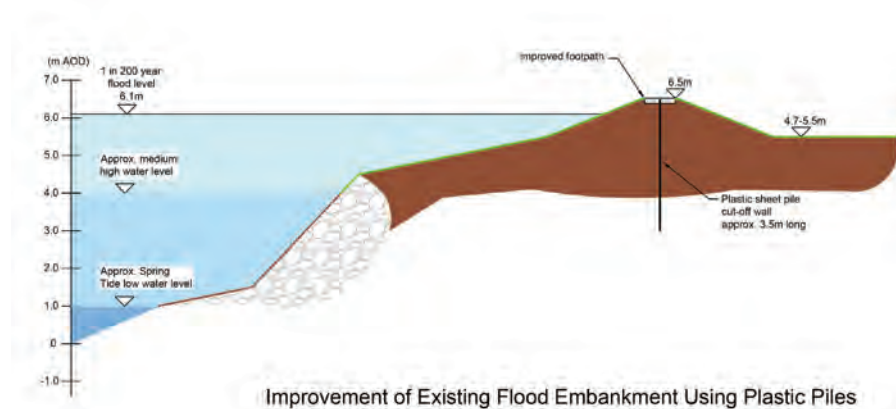 (m AOD)
1 in 200 year
flood level
6.1m
improved footpath
6.5m
7.0
6.0
4.7-5.5m
5.0
Approx. medium
high water level
4.0
Plastic sheet pile
cut-off wall
approx. 3.5m long
3.0
2.0
Approx. Spring
Tide low water level
1.0
.0
-1.0
Improvement of Existing Flood Embankment Using Plastic Piles